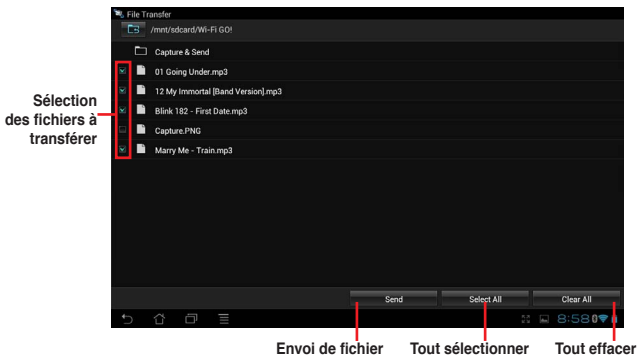 File Transfer
/mnt/sdcard/Wi-Fi GO!
Capture & Send
01 Going Under.mp3
12 My Immortal [Band Version].mp3
Blink 182 - First Date.mp3
Capture.PNG
Marry Me - Train.mp3
Sélection
des fichiers à
transférer
Send Select All Clear All
8:58
Envoi de fichier Tout sélectionner Tout effacer